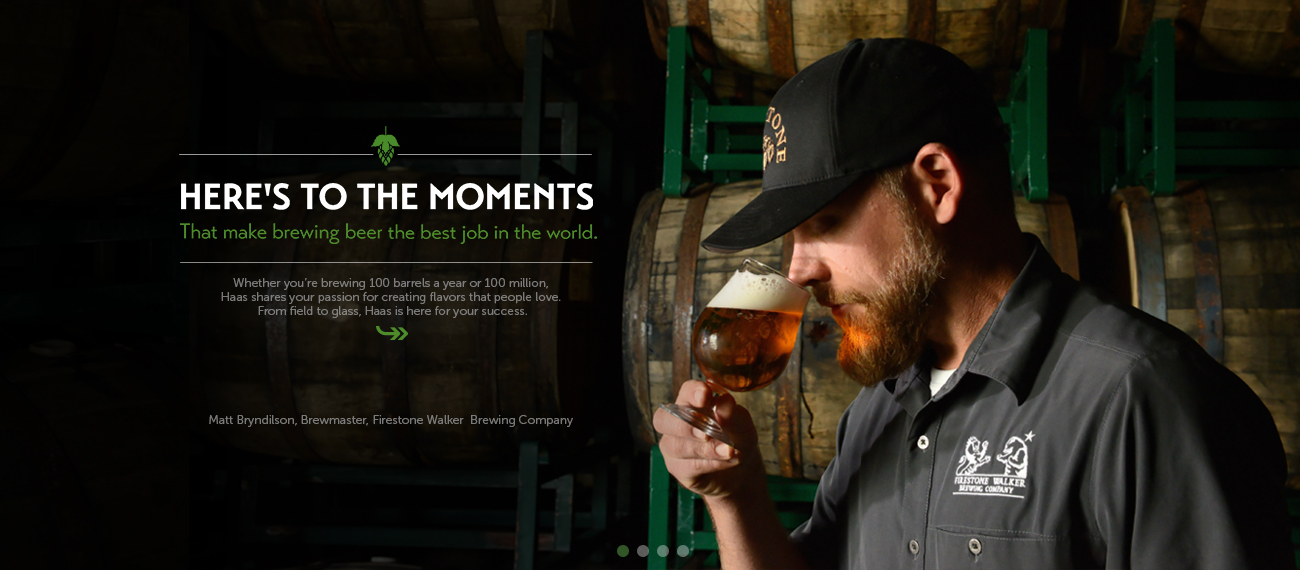 HERE'S TO THE MOMENTS
That make brewing beer the best job in the world.
Whether you're brewing 100 barrels a year or 100 million,
Haas shares your passion for creating flavors that people love.
From field to glass, Haas is here for your success.
Matt Bryndilson, Brewmaster, Firestone Walker Brewing Company
TONE
FIRESTONE WALKER
BREWING COMPANY